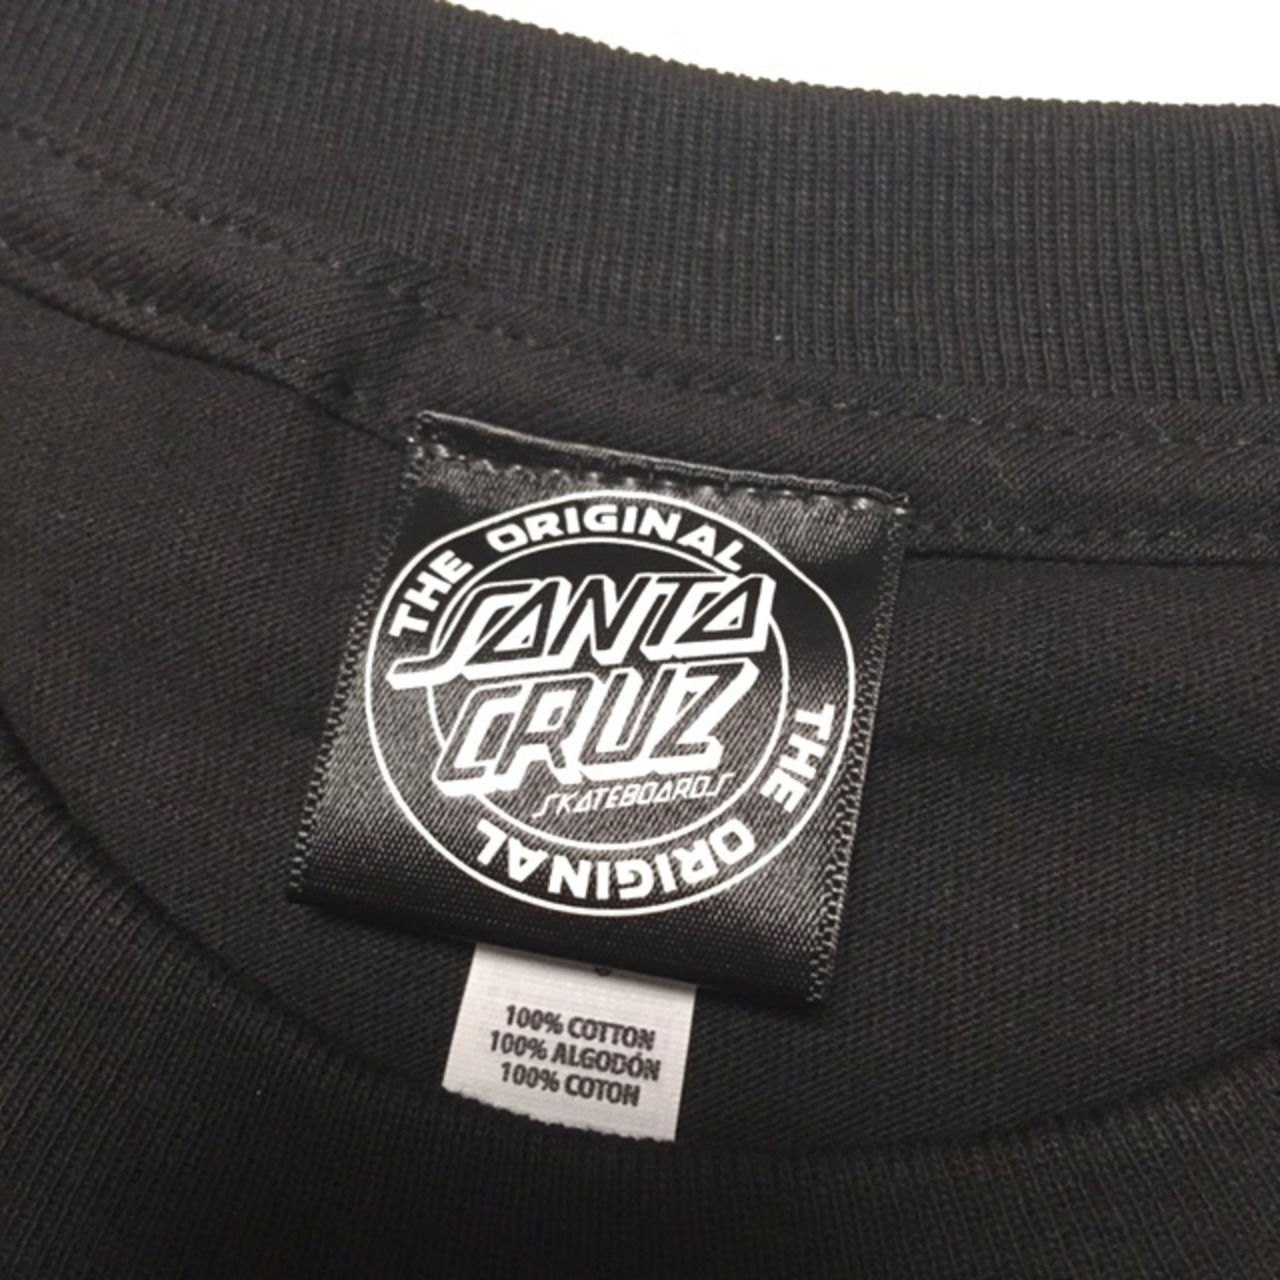 THE ORIGINAL
SANTA
CRUZ
SKATEBOARDS
THE ORIGINAL
100% COTTON
100% ALGODÓN
100% COTON